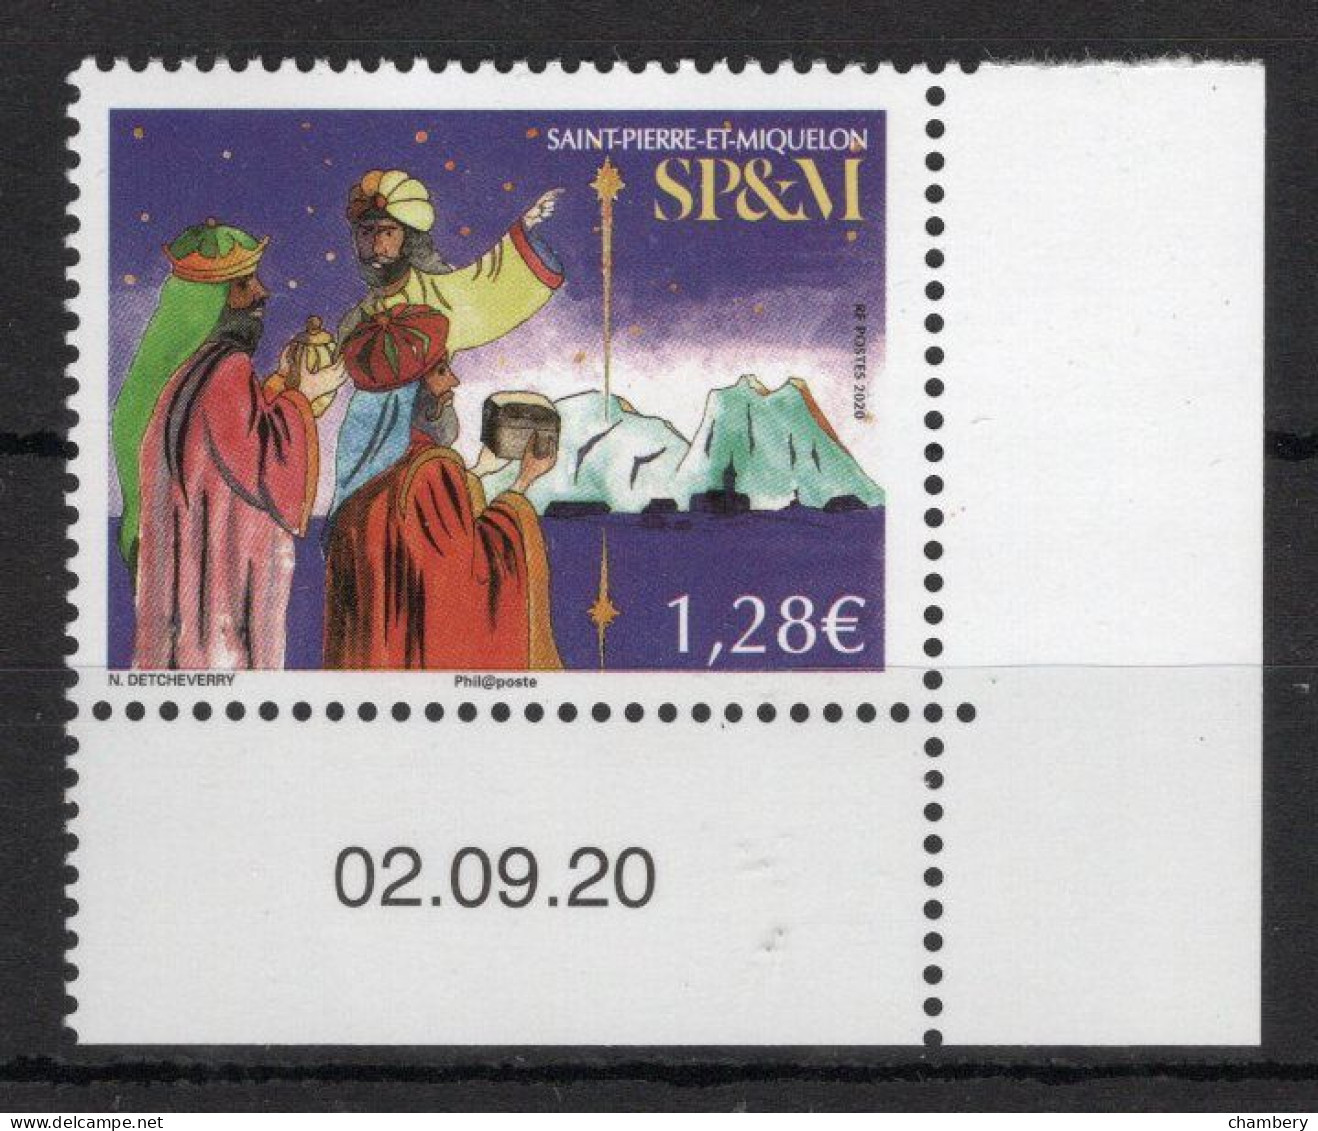 SAINT-PIERRE-ET-MIQUELON
SP&M
RF POSTES 2020
1,28€
N. DETCHEVERRY
Phil@poste
02.09.20
chambery